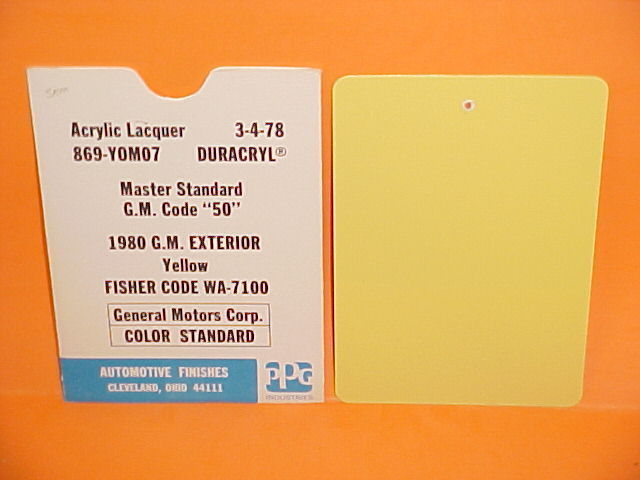 Acrylic Lacquer 3-4-78
869-YOM07 DURACRYL®
Master Standard
G.M. Code "50"
1980 G.M. EXTERIOR
Yellow
FISHER CODE WA-7100
General Motors Corp.
COLOR STANDARD
AUTOMOTIVE FINISHES
CLEVELAND, OHIO 44111
PPG
INDUSTRIES